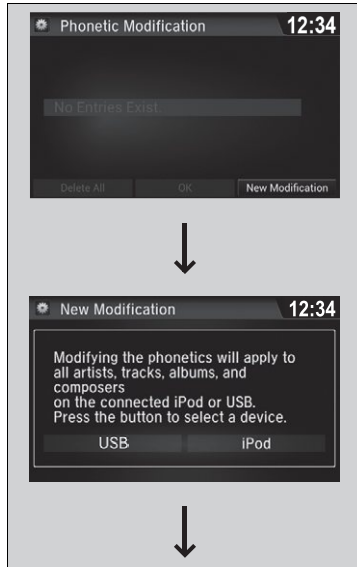 Phonetic Modification 12:34
No Entries Exist
Delete All OK New Modification
New Modification 12:34
Modifying the phonetics will apply to
all artists, tracks, albums, and
composers
on the connected iPod or USB.
Press the button to select a device.
USB iPod